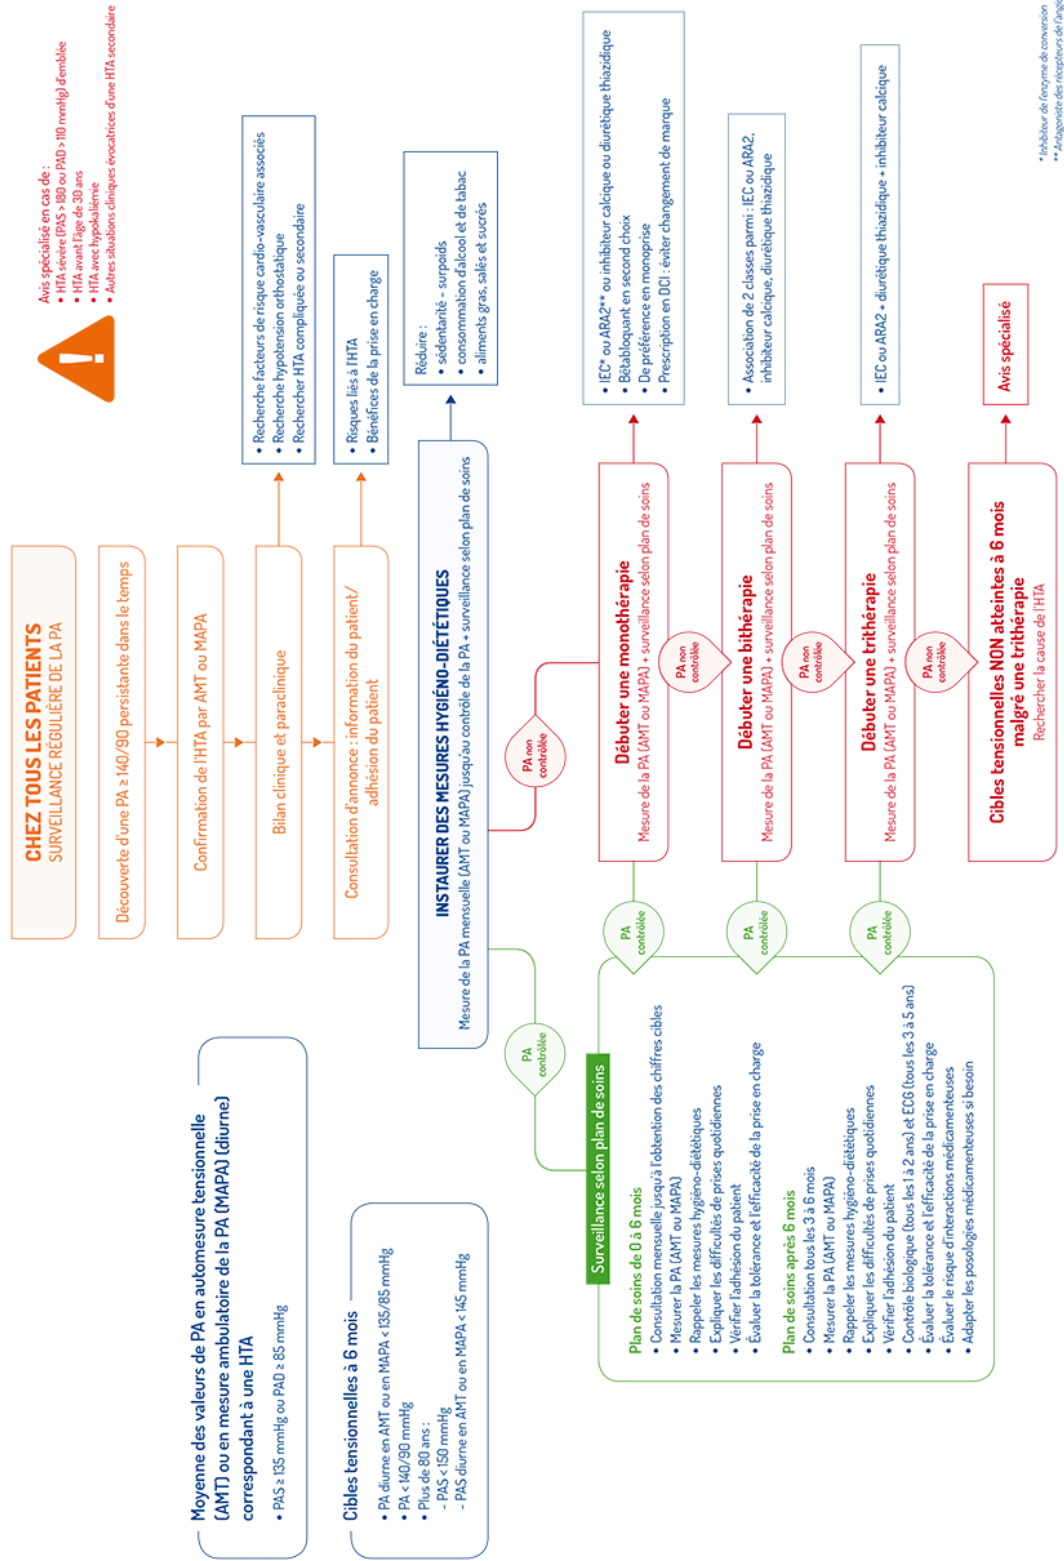 CHEZ TOUS LES PATIENTS
SURVEILLANCE RÉGULIÈRE DE LA PA
Découverte d'une PA ≥ 140/90 persistante dans le temps
Confirmation de l'HTA par AMT ou MAPA
Bilan clinique et paraclinique
Consultation d'annonce : information du patient/
adhésion du patient
Avis spécialisé en cas de :
• HTA sévère (PAS > 180 ou PAD > 110 mmHg) d'emblée
• HTA avant l'âge de 30 ans
• HTA avec hypokaliémie
• Autres situations cliniques évocatrices d'une HTA secondaire
• Recherche facteurs de risque cardio-vasculaire associés
• Recherche hypotension orthostatique
• Rechercher HTA compliquée ou secondaire
• Risques liés à l'HTA
• Bénéfices de la prise en charge
Moyenne des valeurs de PA en automesure tensionnelle
(AMT) ou en mesure ambulatoire de la PA (MAPA) (diurne)
correspondant à une HTA
• PAS ≥ 135 mmHg ou PAD ≥ 85 mmHg
Cibles tensionnelles à 6 mois
• PA diurne en AMT ou en MAPA < 135/85 mmHg
• PA < 140/90 mmHg
• Plus de 80 ans :
- PAS < 150 mmHg
- PAS diurne en AMT ou en MAPA < 145 mmHg
INSTAURER DES MESURES HYGIÉNO-DIÉTÉTIQUES
Mesure de la PA mensuelle (AMT ou MAPA) jusqu'au contrôle de la PA + surveillance selon plan de soins
Réduire :
• sédentarité - surpoids
• consommation d'alcool et de tabac
• aliments gras, salés et sucrés
PA
contrôlée
PA non
contrôlée
Surveillance selon plan de soins
Plan de soins de 0 à 6 mois
• Consultation mensuelle jusqu'à l'obtention des chiffres cibles
• Mesurer la PA (AMT ou MAPA)
• Rappeler les mesures hygiéno-diététiques
• Expliquer les difficultés de prises quotidiennes
• Vérifier l'adhésion du patient
• Évaluer la tolérance et l'efficacité de la prise en charge
Plan de soins après 6 mois
• Consultation tous les 3 à 6 mois
• Mesurer la PA (AMT ou MAPA)
• Rappeler les mesures hygiéno-diététiques
• Expliquer les difficultés de prises quotidiennes
• Vérifier l'adhésion du patient
• Contrôle biologique (tous les 1 à 2 ans) et ECG (tous les 3 à 5 ans)
• Évaluer la tolérance et l'efficacité de la prise en charge
• Évaluer le risque d'interactions médicamenteuses
• Adapter les posologies médicamenteuses si besoin
PA
contrôlée
Débuter une monothérapie
Mesure de la PA (AMT ou MAPA) + surveillance selon plan de soins
• IEC* ou ARA2** ou inhibiteur calcique ou diurétique thiazidique
• Bétabloquant en second choix
• De préférence en monoprise
• Prescription en DCI : éviter changement de marque
PA non
contrôlée
PA
contrôlée
Débuter une bithérapie
Mesure de la PA (AMT ou MAPA) + surveillance selon plan de soins
• Association de 2 classes parmi : IEC ou ARA2,
inhibiteur calcique, diurétique thiazidique
PA non
contrôlée
PA
contrôlée
Débuter une trithérapie
Mesure de la PA (AMT ou MAPA) + surveillance selon plan de soins
• IEC ou ARA2 + diurétique thiazidique + inhibiteur calcique
PA non
contrôlée
Cibles tensionnelles NON atteintes à 6 mois
malgré une trithérapie
Rechercher la cause de l'HTA
Avis spécialisé
* Inhibiteur de l'enzyme de conversion
** Antagoniste des récepteurs de